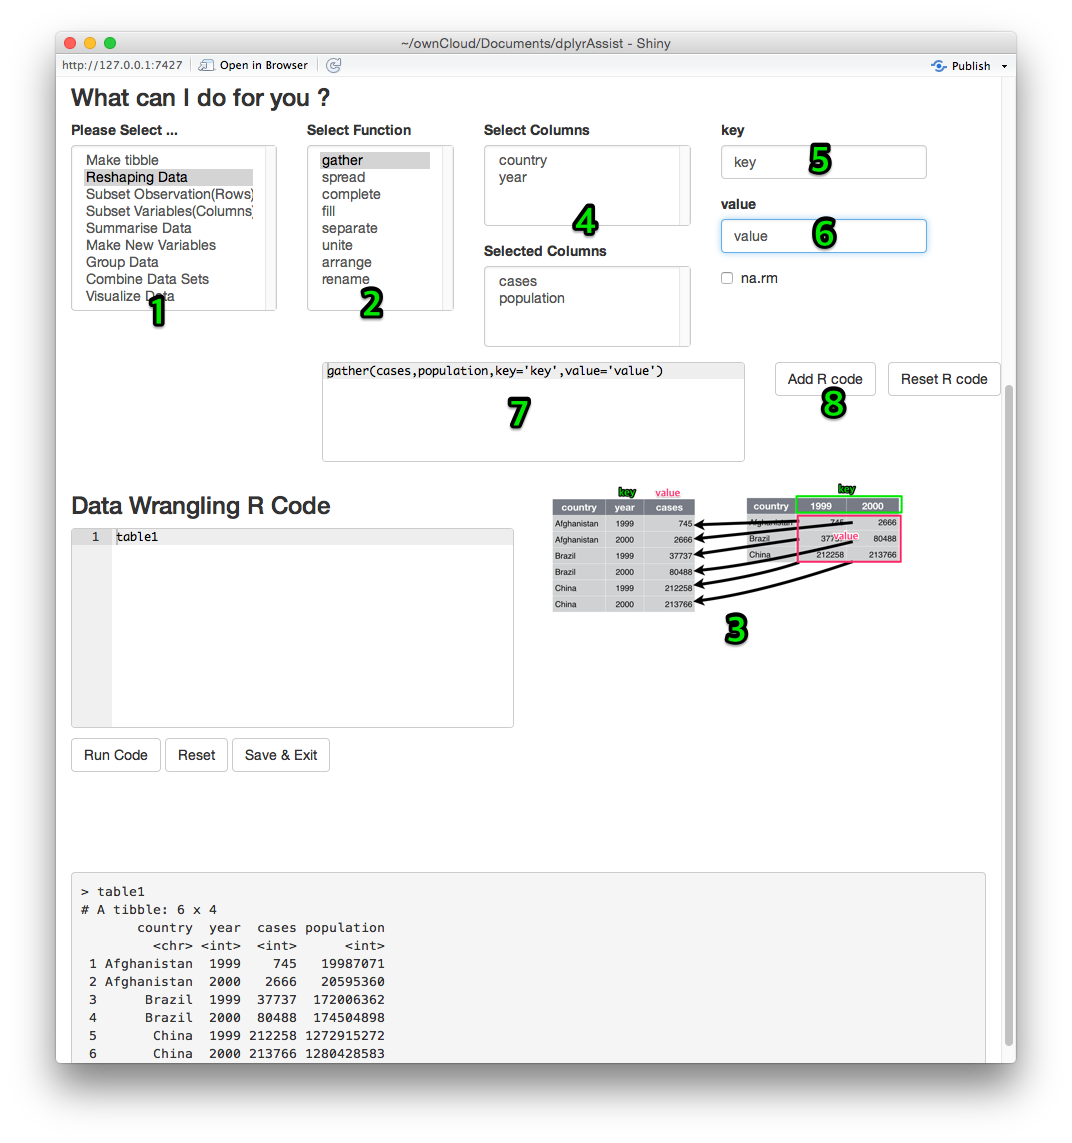 ~/ownCloud/Documents/dplyrAssist - Shiny
http://127.0.0.1:7427 Open in Browser Publish
What can I do for you ?
Please Select ...
Make tibble
Reshaping Data
Subset Observation(Rows)
Subset Variables(Columns)
Summarise Data
Make New Variables
Group Data
Combine Data Sets
Visualize Data
1
Select Function
gather
spread
complete
fill
separate
unite
arrange
rename
2
Select Columns
country
year
4
Selected Columns
cases
population
key
key
5
value
value
6
na.rm
gather(cases,population,key='key',value='value')
7
Add R code
8
Reset R code
Data Wrangling R Code
1 table1
Run Code Reset Save & Exit
key value
country year cases
Afghanistan 1999 745
Afghanistan 2000 2666
Brazil 1999 37737
Brazil 2000 80488
China 1999 212258
China 2000 213766
key
country 1999 2000
Afghanistan 745 2666
Brazil 37737 80488
value
China 212258 213766
3
> table1
# A tibble: 6 x 4
country year cases population
<chr> <int> <int> <int>
1 Afghanistan 1999 745 19987071
2 Afghanistan 2000 2666 20595360
3 Brazil 1999 37737 172006362
4 Brazil 2000 80488 174504898
5 China 1999 212258 1272915272
6 China 2000 213766 1280428583